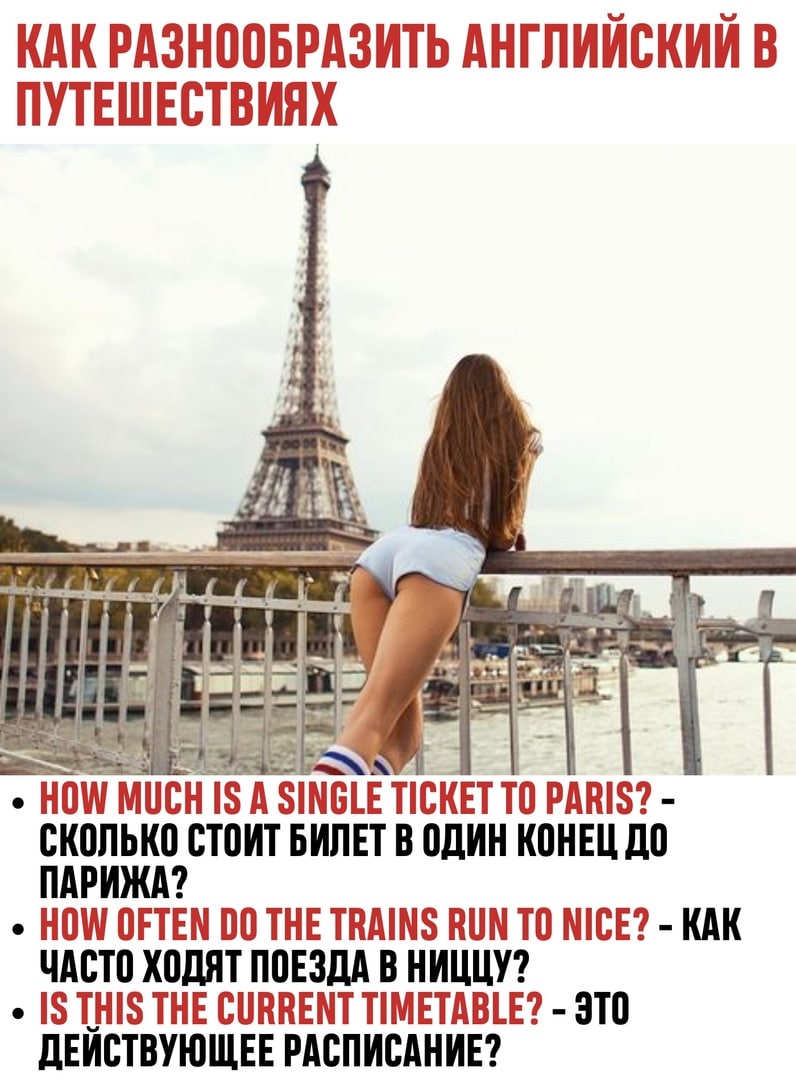 КАК РАЗНООБРАЗИТЬ АНГЛИЙСКИЙ В
ПУТЕШЕСТВИЯХ
• HOW MUCH IS A SINGLE TICKET TO PARIS? -
СКОЛЬКО СТОИТ БИЛЕТ В ОДИН КОНЕЦ ДО
ПАРИЖА?
• HOW OFTEN DO THE TRAINS RUN TO NICE? - КАК
ЧАСТО ХОДЯТ ПОЕЗДА В НИЦЦУ?
• IS THIS THE CURRENT TIMETABLE? - ЭТО
ДЕЙСТВУЮЩЕЕ РАСПИСАНИЕ?